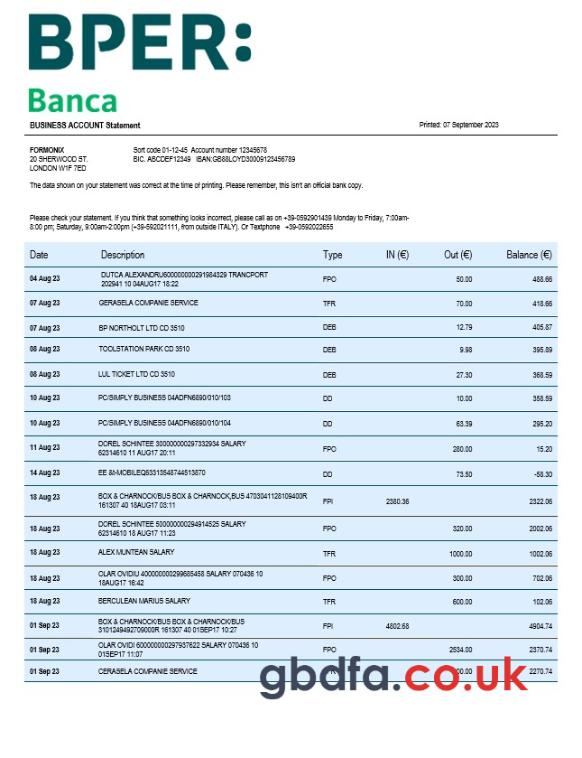 BPER:
Banca
BUSINESS ACCOUNT Statement Printed: 07 September 2023
FORMONIX Sort code 01-12-45 Account number 12345678
20 SHERWOOD ST. BIC. ABCDEF12349 IBAN:GB88LOYD30009123456789
LONDON W1F 7ED
The data shown on your statement was correct at the time of printing. Please remember, this isn't an official bank copy.
Please check your statement. If you think that something looks incorrect, please call as on +39-0592901439 Monday to Friday, 7:00am-
8:00 pm; Saturday, 9:00am-2:00pm (+39-592021111, from outside ITALY). Or Textphone +39-0592022655
Date Description Type IN (€) Out (€) Balance (€)
04 Aug 23 DUTCA ALEXANDRU600000000291984329 TRANCPORT FPO 50.00 488.66
202941 10 04AUG17 18:22
07 Aug 23 GERASELA COMPANIE SERVICE TFR 70.00 418.66
07 Aug 23 BP NORTHOLT LTD CD 3510 DEB 12.79 405.87
08 Aug 23 TOOLSTATION PARK CD 3510 DEB 9.98 395.89
08 Aug 23 LUL TICKET LTD CD 3510 DEB 27.30 368.59
10 Aug 23 PC/SIMPLY BUSINESS 04ADFN6890/010/103 DD 10.00 358.59
10 Aug 23 PC/SIMPLY BUSINESS 04ADFN6890/010/104 DD 63.39 295.20
11 Aug 23 DOREL SCHINTEE 300000000297332934 SALARY FPO 280.00 15.20
62314610 11 AUG17 20:11
14 Aug 23 EE &t-MOBILEQ63313548744513870 DD 73.50 -58.30
18 Aug 23 BOX & CHARNOCK/BUS BOX & CHARNOCK,BUS 4703041128109400R FPI 2380.36 2322.06
161307 40 18AUG17 03:11
18 Aug 23 DOREL SCHINTEE 500000000294914525 SALARY FPO 320.00 2002.06
62314610 18 AUG17 11:23
18 Aug 23 ALEX MUNTEAN SALARY TFR 1000.00 1002.06
18 Aug 23 OLAR OVIDIU 400000000299685458 SALARY 070436 10 FPO 300.00 702.06
18AUG17 16:42
18 Aug 23 BERCULEAN MARIUS SALARY TFR 600.00 102.06
01 Sep 23 BOX & CHARNOCK/BUS BOX & CHARNOCK/BUS FPI 4802.68 4904.74
3101249492709000R 161307 40 01SEP17 10:27
01 Sep 23 OLAR OVIDI 600000000297937622 SALARY 070436 10 FPO 2534.00 2370.74
01SEP17 11:07
01 Sep 23 CERASELA COMPANIE SERVICE 2270.74
gbdfa.co.uk